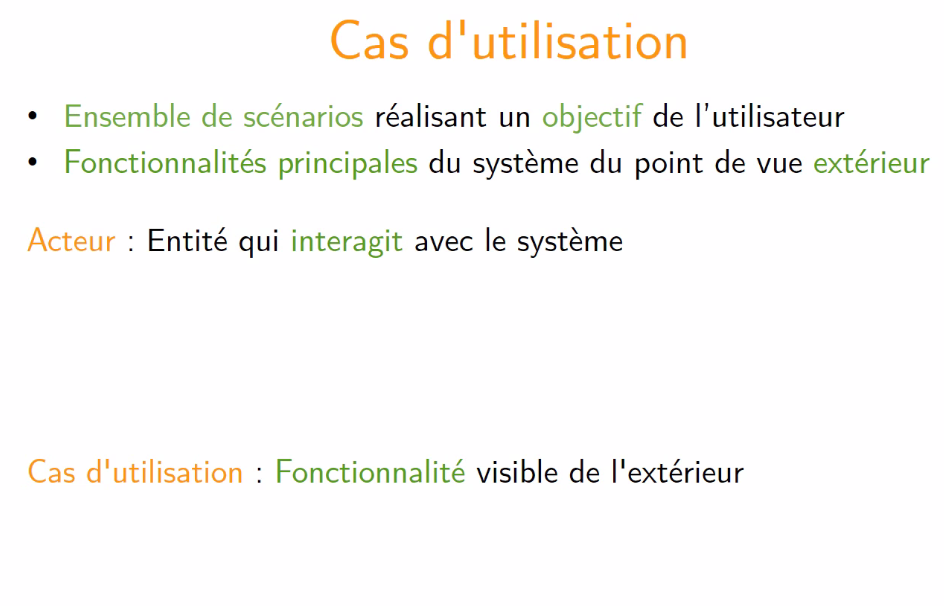 Cas d'utilisation
• Ensemble de scénarios réalisant un objectif de l’utilisateur
• Fonctionnalités principales du système du point de vue extérieur
Acteur : Entité qui interagit avec le système
Cas d'utilisation : Fonctionnalité visible de l'extérieur